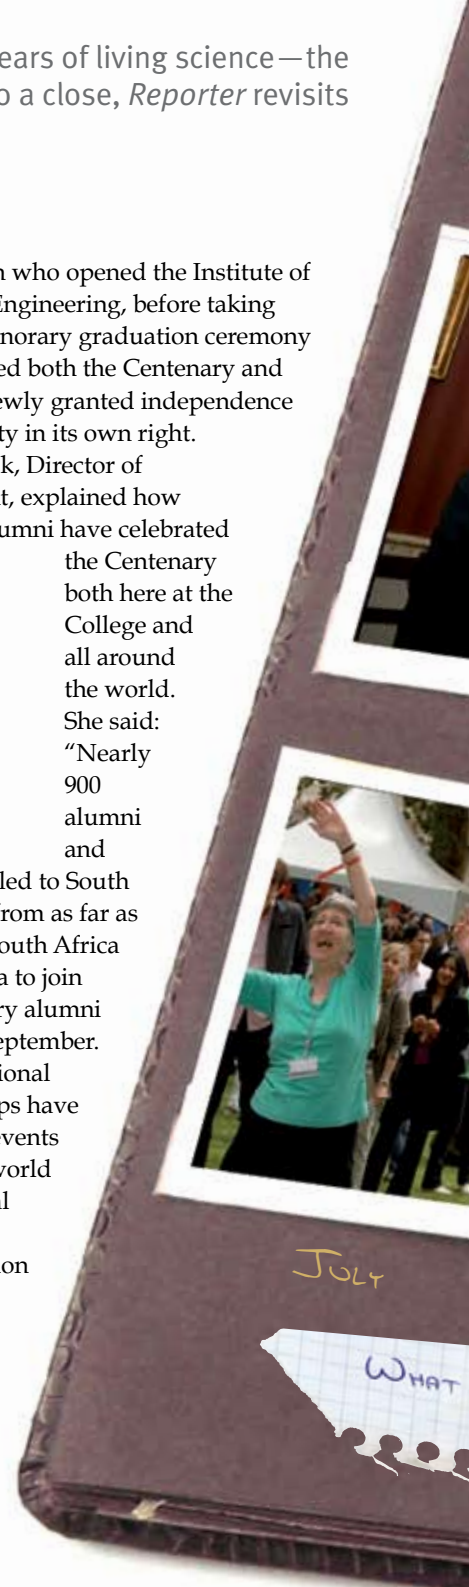 ears of living science—the
o a close, Reporter revisits
who opened the Institute of
Engineering, before taking
norary graduation ceremony
ed both the Centenary and
ewly granted independence
ty in its own right.
k, Director of
t, explained how
umni have celebrated
the Centenary
both here at the
College and
all around
the world.
She said:
“Nearly
900
alumni
and
led to South
from as far as
outh Africa
a to join
ry alumni
eptember.
ional
ps have
events
world
l
ion
JULY
WHAT